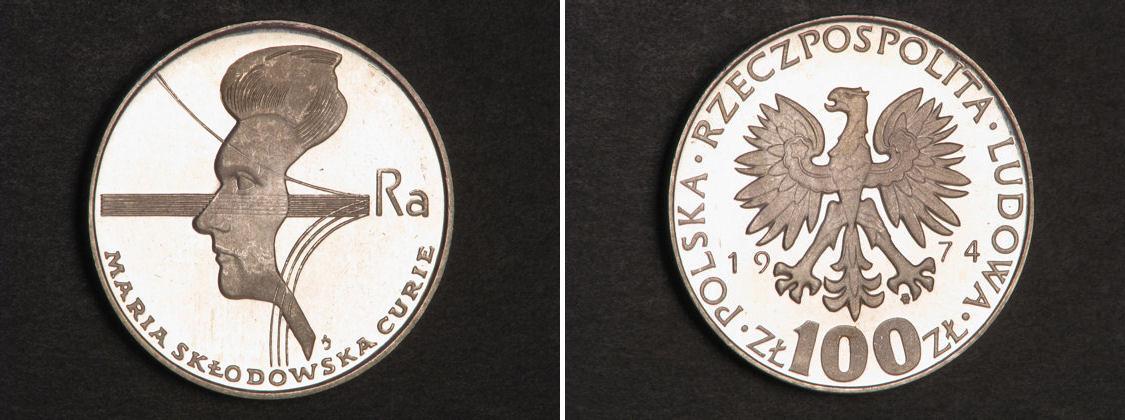 Ra
MARIA SKŁODOWSKA CURIE
POLSKA · RZECZPOSPOLITA · LUDOWA
1974
· ZŁ 100 ZŁ ·